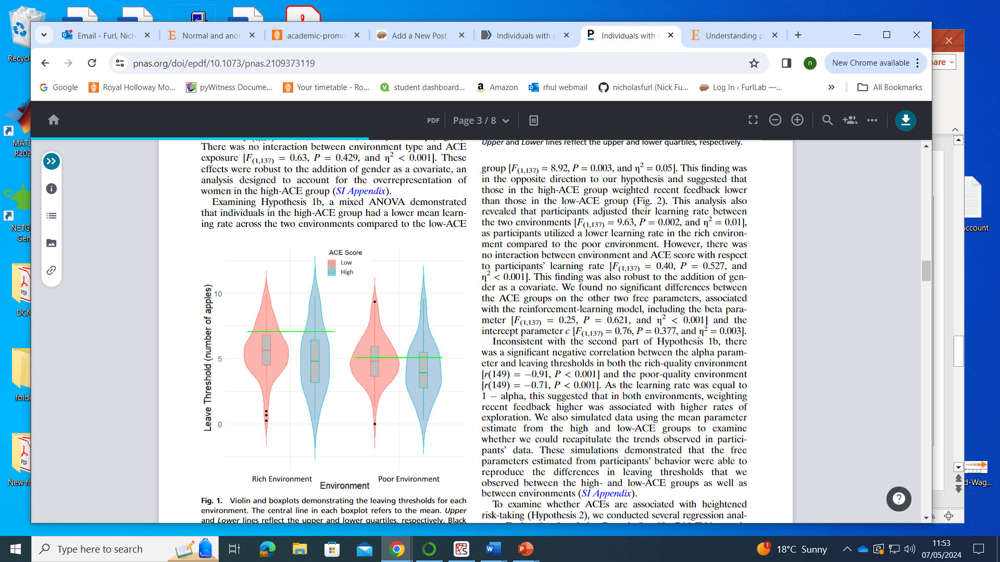 Recycl
Email - Furl, Nich
Normal and anor
academic-promo
Add a New Post
Individuals with a
Individuals with a
Understanding p
pnas.org/doi/epdf/10.1073/pnas.2109373119
n
New Chrome available
are
Google
Royal Holloway Mo...
pyWitness Docume...
Your timetable - Ro...
student dashboard...
Amazon
rhul webmail
nicholasfurl (Nick Fu...
Log In ‹ FurlLab —...
All Bookmarks
PDF
Page 3 / 8
There was no interaction between environment type and ACE
exposure [F(1,137) = 0.63, P = 0.429, and η² < 0.001]. These
effects were robust to the addition of gender as a covariate, an
analysis designed to account for the overrepresentation of
women in the high-ACE group (SI Appendix).
Examining Hypothesis 1b, a mixed ANOVA demonstrated
that individuals in the high-ACE group had a lower mean learn-
ing rate across the two environments compared to the low-ACE
ACE Score
Low
High
Leave Threshold (number of apples)
10
5
0
Rich Environment
Poor Environment
Environment
Fig. 1. Violin and boxplots demonstrating the leaving thresholds for each
environment. The central line in each boxplot refers to the mean. Upper
and Lower lines reflect the upper and lower quartiles, respectively. Black
Upper and Lower lines reflect the upper and lower quartiles, respectively.
group [F(1,137) = 8.92, P = 0.003, and η² = 0.05]. This finding was
in the opposite direction to our hypothesis and suggested that
those in the high-ACE group weighted recent feedback lower
than those in the low-ACE group (Fig. 2). This analysis also
revealed that participants adjusted their learning rate between
the two environments [F(1,137) = 9.63, P = 0.002, and η² = 0.01],
as participants utilized a lower learning rate in the rich environ-
ment compared to the poor environment. However, there was
no interaction between environment and ACE score with respect
to participants’ learning rate [F(1,137) = 0.40, P = 0.527, and
η² < 0.001]. This finding was also robust to the addition of gen-
der as a covariate. We found no significant differences between
the ACE groups on the other two free parameters, associated
with the reinforcement-learning model, including the beta para-
meter [F(1,137) = 0.25, P = 0.621, and η² < 0.001] and the
intercept parameter c [F(1,137) = 0.76, P = 0.377, and η² = 0.003].
Inconsistent with the second part of Hypothesis 1b, there
was a significant negative correlation between the alpha param-
eter and leaving thresholds in both the rich-quality environment
[r(149) = −0.91, P < 0.001] and the poor-quality environment
[r(149) = −0.71, P < 0.001]. As the learning rate was equal to
1 − alpha, this suggested that in both environments, weighting
recent feedback higher was associated with higher rates of
exploration. We also simulated data using the mean parameter
estimate from the high and low-ACE groups to examine
whether we could recapitulate the trends observed in partici-
pants’ data. These simulations demonstrated that the free
parameters estimated from participants’ behavior were able to
reproduce the differences in leaving thresholds that we
observed between the high- and low-ACE groups as well as
between environments (SI Appendix).
To examine whether ACEs are associated with heightened
risk-taking (Hypothesis 2), we conducted several regression anal-
MATL
R202
NETG
Gen
DCN
folde
New fo
ccount
d-Wag...
%
Type here to search
18°C Sunny
11:53
07/05/2024